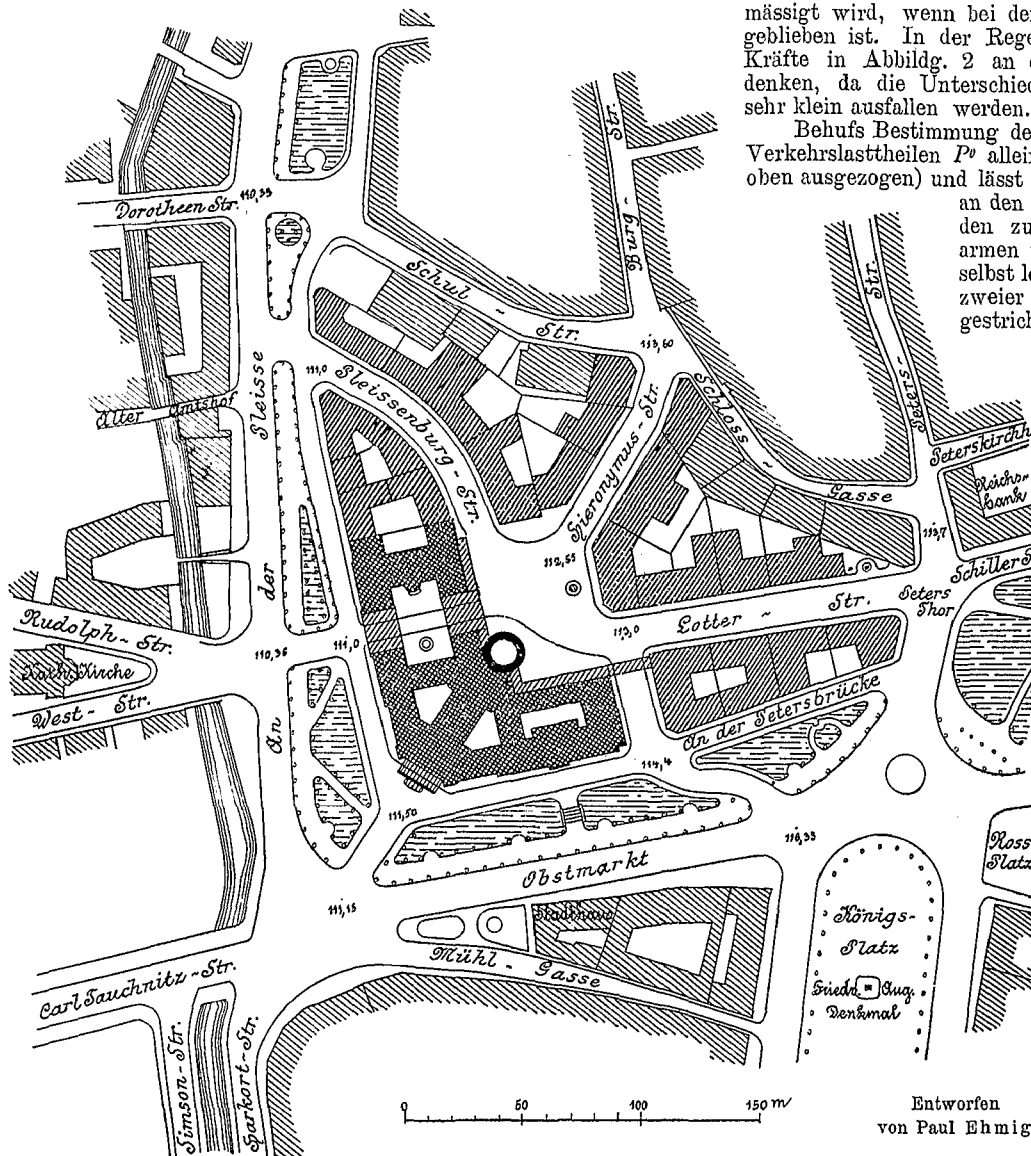 mässigt wird, wenn bei de
geblieben ist. In der Rege
Kräfte in Abbildg. 2 an
denken, da die Unterschied
sehr klein ausfallen werden.
Behufs Bestimmung de
Verkehrslasttheilen Pv allei
oben ausgezogen) und lässt
an den
den zu
armen
selbst le
zweier
gestrich
Burg - Str.
Dorotheen Str.
110,39
Schul - Str.
113,60
Str.
Peters-
Pleisse
111,0
Pleissenburg - Str.
Hieronymus - Str.
Schloss - Gasse
Alter Amtshof
Peterskirchh
Reichs-
bank
113,7
112,55
der
Schiller S
Peters
Thor
Rudolph - Str.
113,0
Lotter - Str.
Kath. Kirche
110,36
111,0
West - Str.
An
An der Petersbrücke
114,4
111,50
116,33
Obstmarkt
Ross
Platz
111,15
Stadthaus
Mühl - Gasse
Königs-
Platz
Friedr. Aug.
Denkmal
Carl Tauchnitz - Str.
Simson - Str.
Harkort - Str.
0 50 100 150 m
Entworfen
von Paul Ehmig